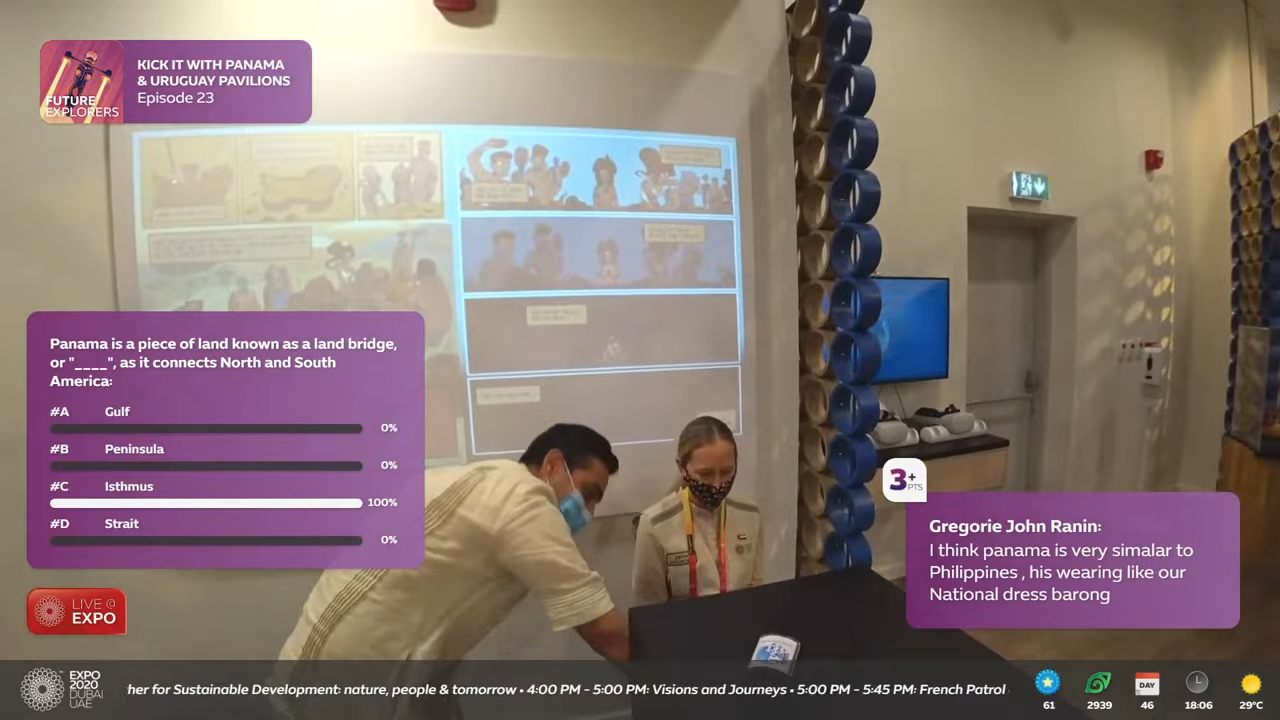 FUTURE
EXPLORERS
KICK IT WITH PANAMA
& URUGUAY PAVILIONS
Episode 23
Panama is a piece of land known as a land bridge,
or "____", as it connects North and South
America:
#A Gulf
0%
#B Peninsula
0%
#C Isthmus
100%
#D Strait
0%
3+
PTS
Gregorie John Ranin:
I think panama is very simalar to
Philippines , his wearing like our
National dress barong
LIVE @
EXPO
EXPO
2020
DUBAI
UAE
her for Sustainable Development: nature, people & tomorrow • 4:00 PM - 5:00 PM: Visions and Journeys • 5:00 PM - 5:45 PM: French Patrol
61
2939
DAY
46
18:06
29°C